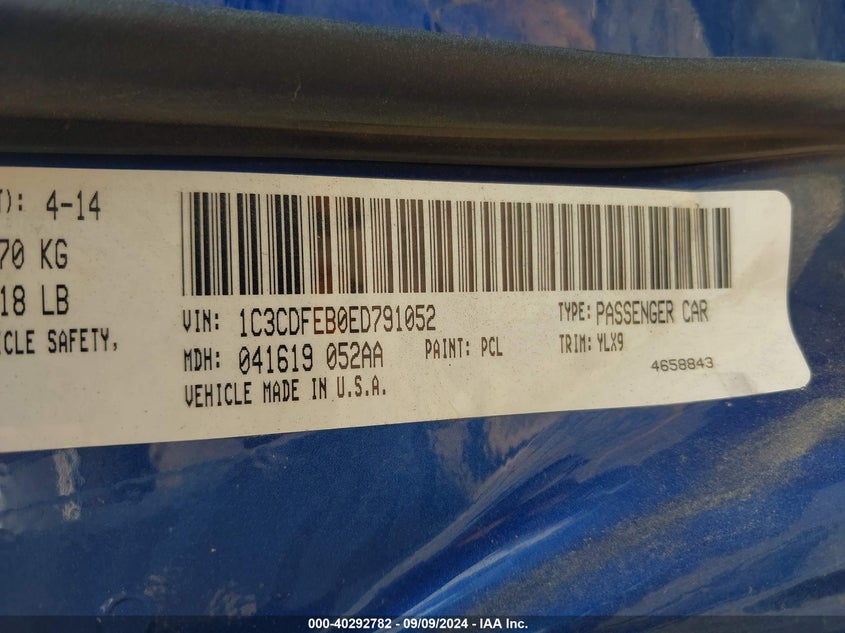 T): 4-14
70 KG
18 LB
ICLE SAFETY,
VIN: 1C3CDFEB0ED791052 TYPE: PASSENGER CAR
MDH: 041619 052AA PAINT: PCL TRIM: YLX9
VEHICLE MADE IN U.S.A. 4658843
000-40292782 - 09/09/2024 - IAA Inc.